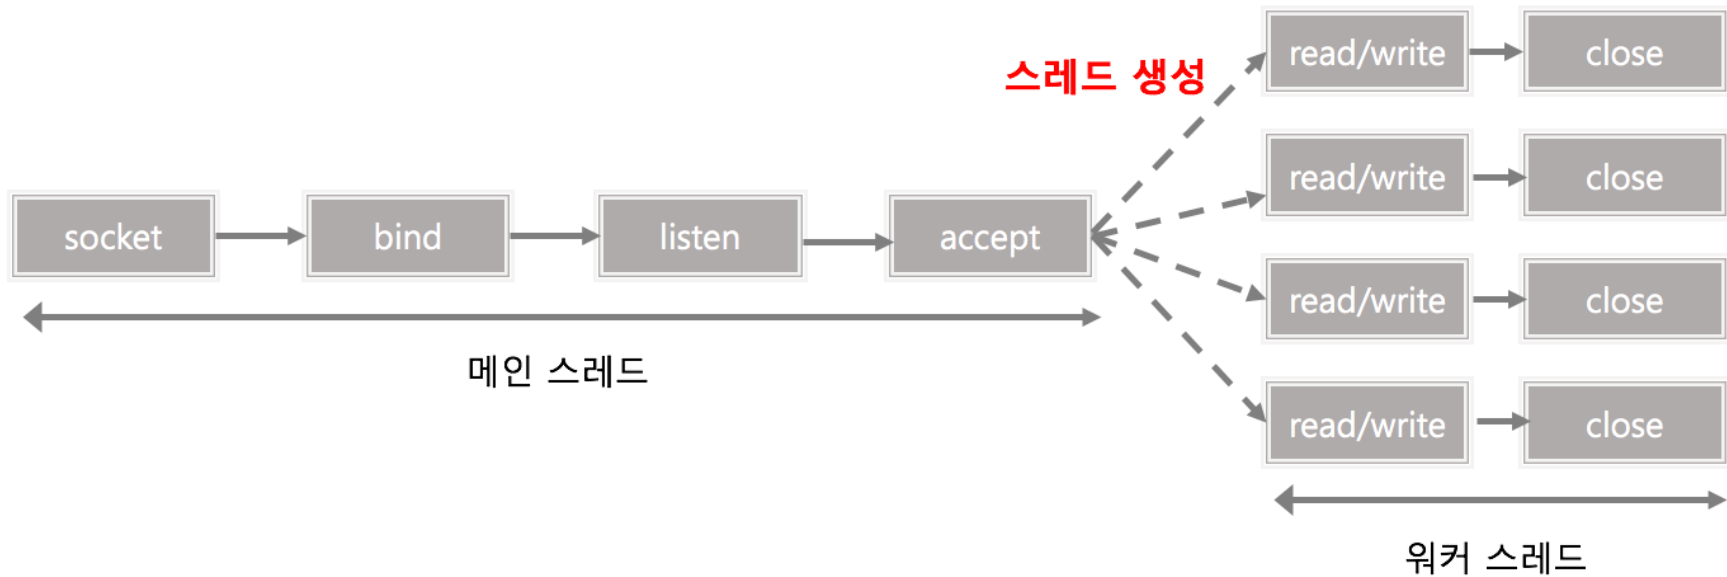 스레드 생성
socket
bind
listen
accept
메인 스레드
read/write
close
read/write
close
read/write
close
read/write
close
워커 스레드